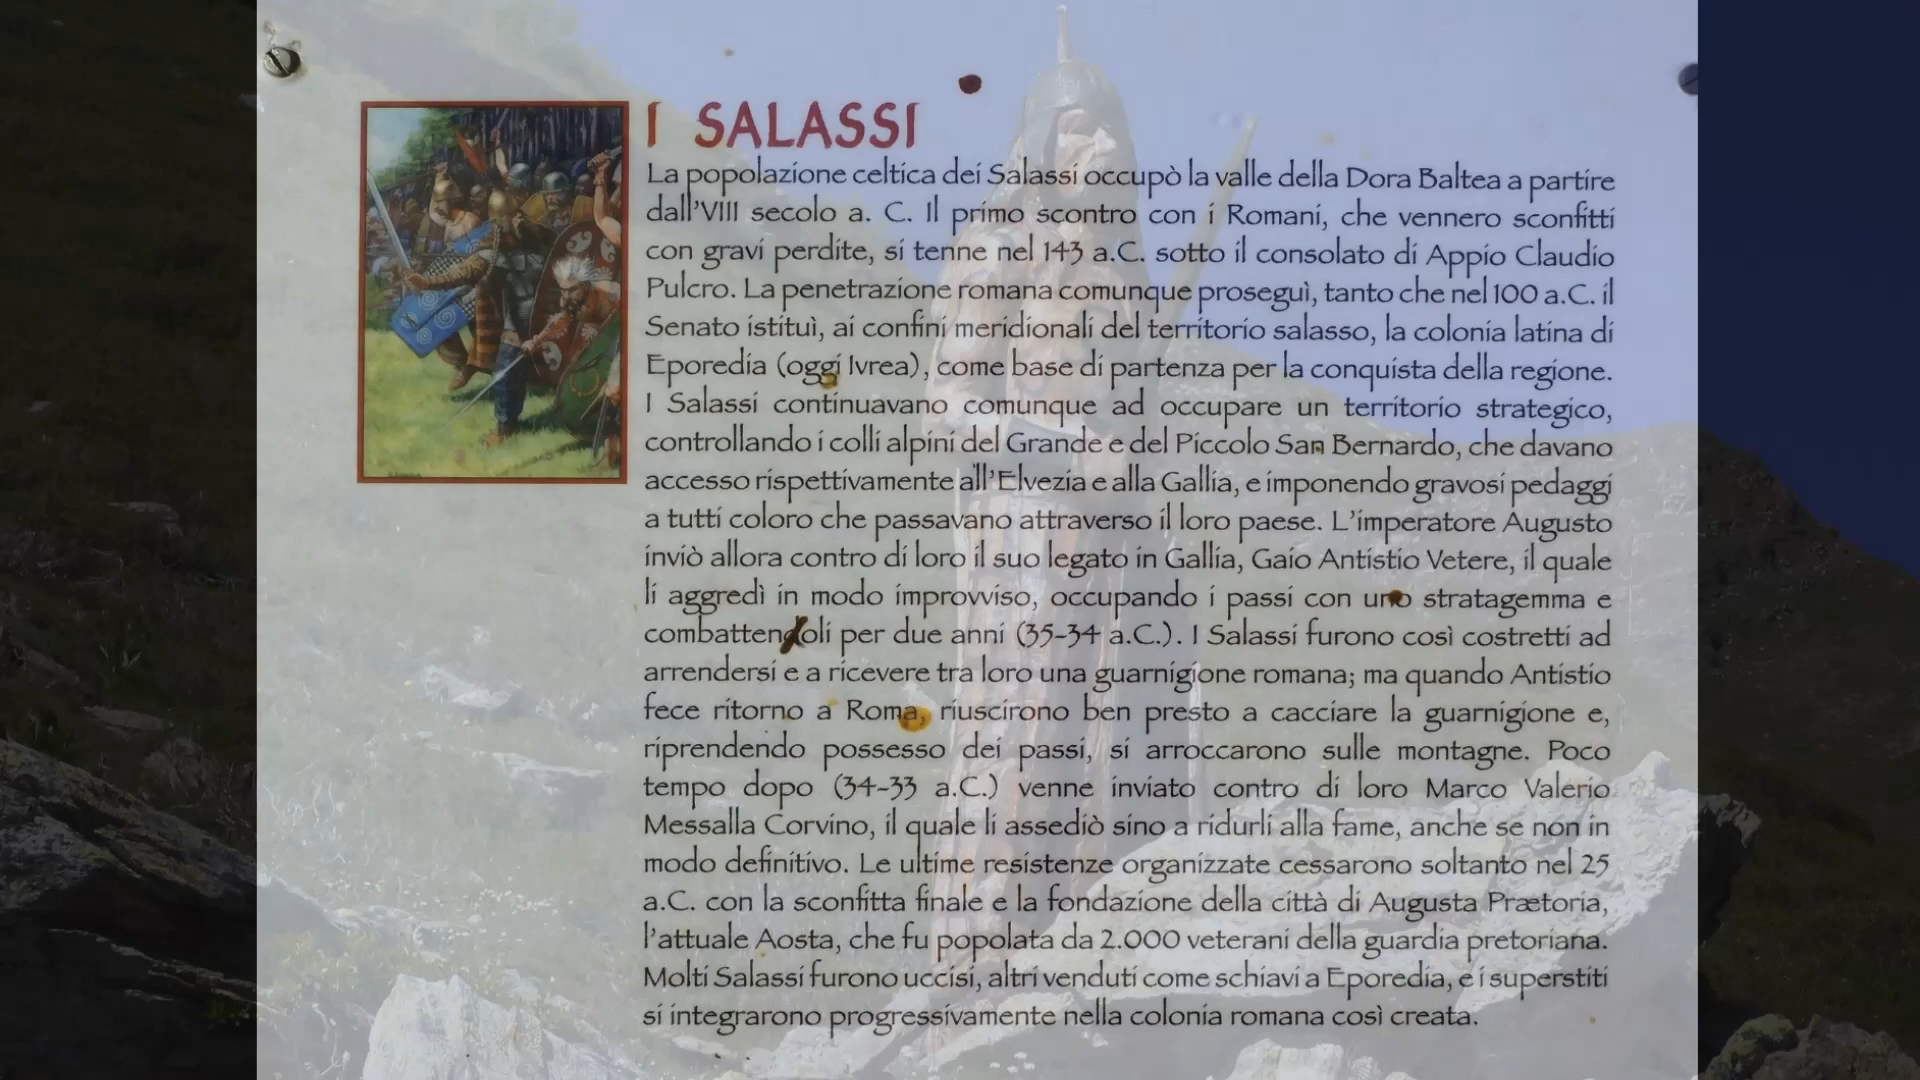 I SALASSI
La popolazione celtica dei Salassi occupò la valle della Dora Baltea a partire
dall'VIII secolo a. C. Il primo scontro con i Romani, che vennero sconfitti
con gravi perdite, si tenne nel 143 a.C. sotto il consolato di Appio Claudio
Pulcro. La penetrazione romana comunque proseguì, tanto che nel 100 a.C. il
Senato istituì, ai confini meridionali del territorio salasso, la colonia latina di
Eporedia (oggi Ivrea), come base di partenza per la conquista della regione.
I Salassi continuavano comunque ad occupare un territorio strategico,
controllando i colli alpini del Grande e del Piccolo San Bernardo, che davano
accesso rispettivamente all'Elvezia e alla Gallia, e imponendo gravosi pedaggi
a tutti coloro che passavano attraverso il loro paese. L'imperatore Augusto
inviò allora contro di loro il suo legato in Gallia, Gaio Antistio Vetere, il quale
li aggredì in modo improvviso, occupando i passi con uno stratagemma e
combattendoli per due anni (35-34 a.C.). I Salassi furono così costretti ad
arrendersi e a ricevere tra loro una guarnigione romana; ma quando Antistio
fece ritorno a Roma, riuscirono ben presto a cacciare la guarnigione e,
riprendendo possesso dei passi, si arroccarono sulle montagne. Poco
tempo dopo (34-33 a.C.) venne inviato contro di loro Marco Valerio
Messalla Corvino, il quale li assediò sino a ridurli alla fame, anche se non in
modo definitivo. Le ultime resistenze organizzate cessarono soltanto nel 25
a.C. con la sconfitta finale e la fondazione della città di Augusta Prætoria,
l'attuale Aosta, che fu popolata da 2.000 veterani della guardia pretoriana.
Molti Salassi furono uccisi, altri venduti come schiavi a Eporedia, e i superstiti
si integrarono progressivamente nella colonia romana così creata.